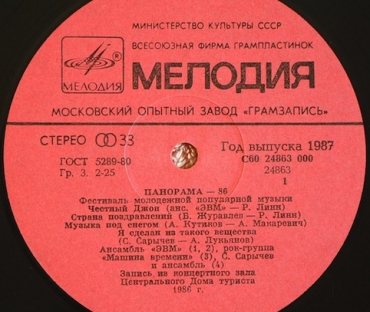 МИНИСТЕРСТВО КУЛЬТУРЫ СССР
ВСЕСОЮЗНАЯ ФИРМА ГРАМПЛАСТИНОК
МЕЛОДИЯ
МЕЛОДИЯ
МОСКОВСКИЙ ОПЫТНЫЙ ЗАВОД «ГРАМЗАПИСЬ»
СТЕРЕО 33
Год выпуска 1987
ГОСТ 5289-80
С60 24863 000
Гр. 3. 2-25
24863
1
ПАНОРАМА — 86
Фестиваль молодежной популярной музыки
Честный Джон (анс. «ЭВМ» — Р. Линн)
Страна поздравлений (В. Журавлев — Р. Линн)
Музыка под снегом (А. Кутиков — А. Макаревич)
Я сделан из такого вещества
(С. Сарычев — А. Лукьянов)
Ансамбль «ЭВМ» (1, 2), рок-группа
«Машина времени» (3), С. Сарычев
и ансамбль (4)
Запись из концертного зала
Центрального Дома туриста
1986 г.